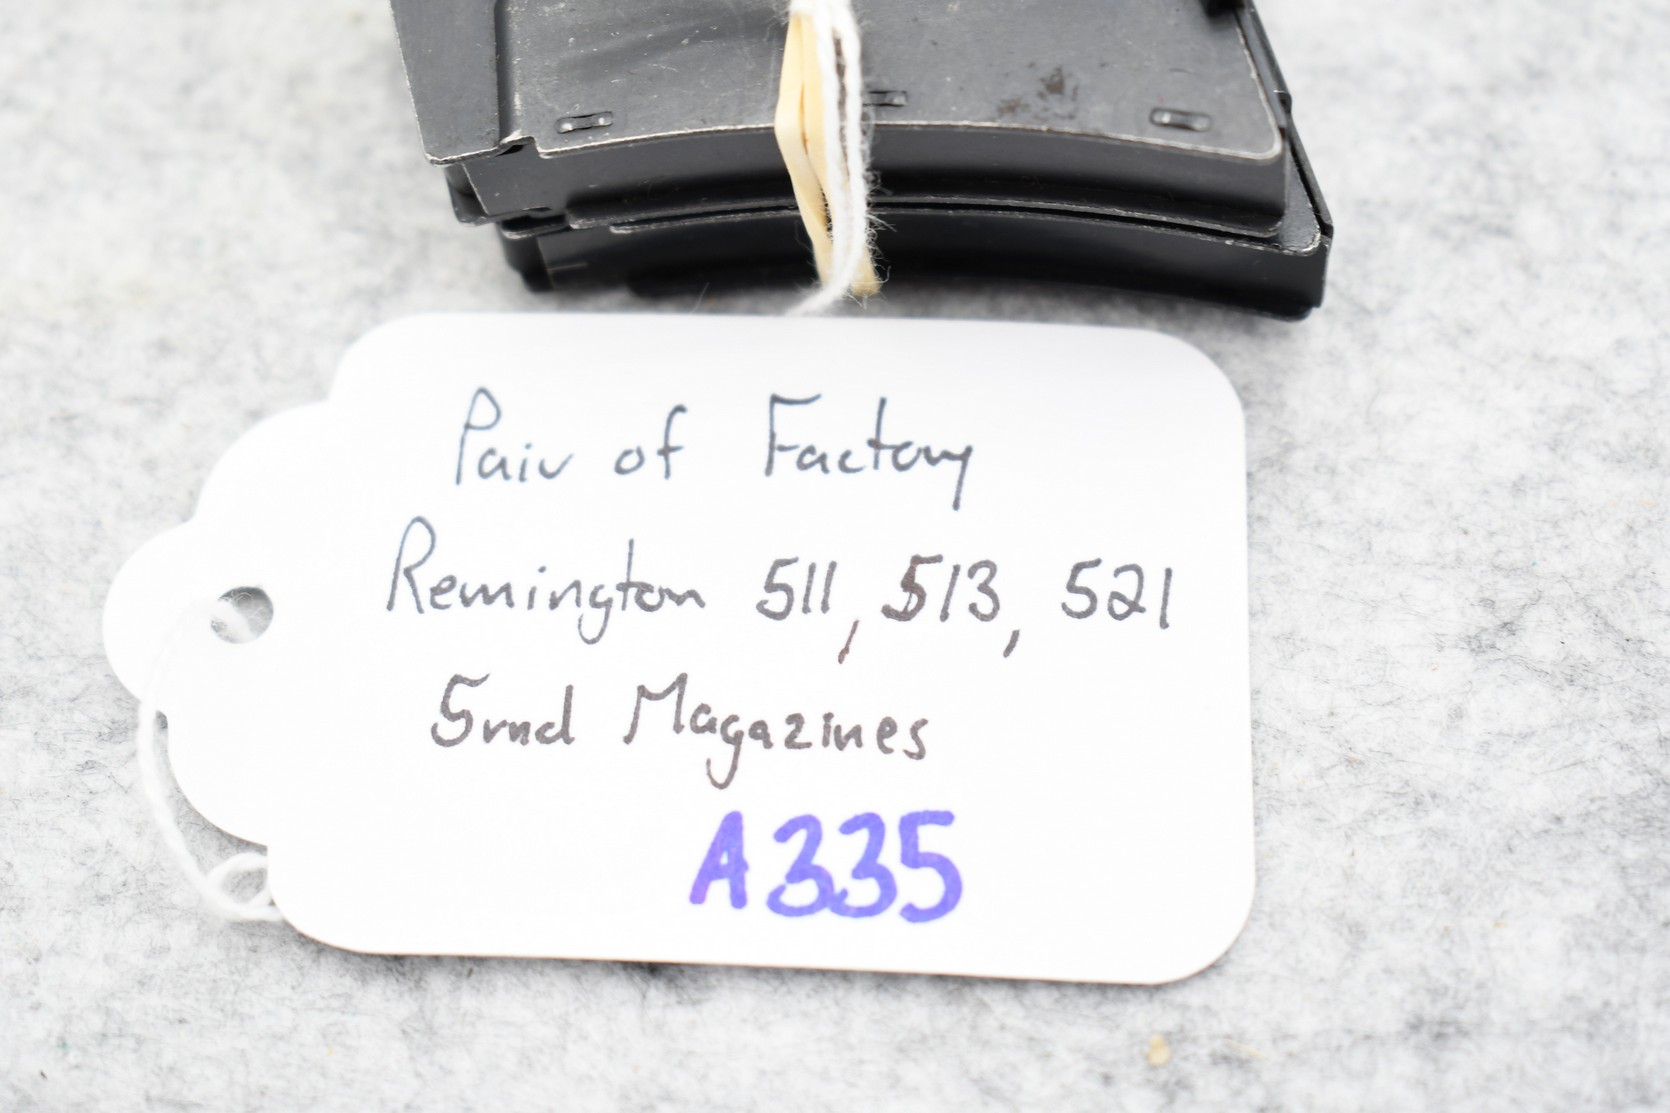 Pair of Factory
Remington 511, 513, 521
5rnd Magazines
A335